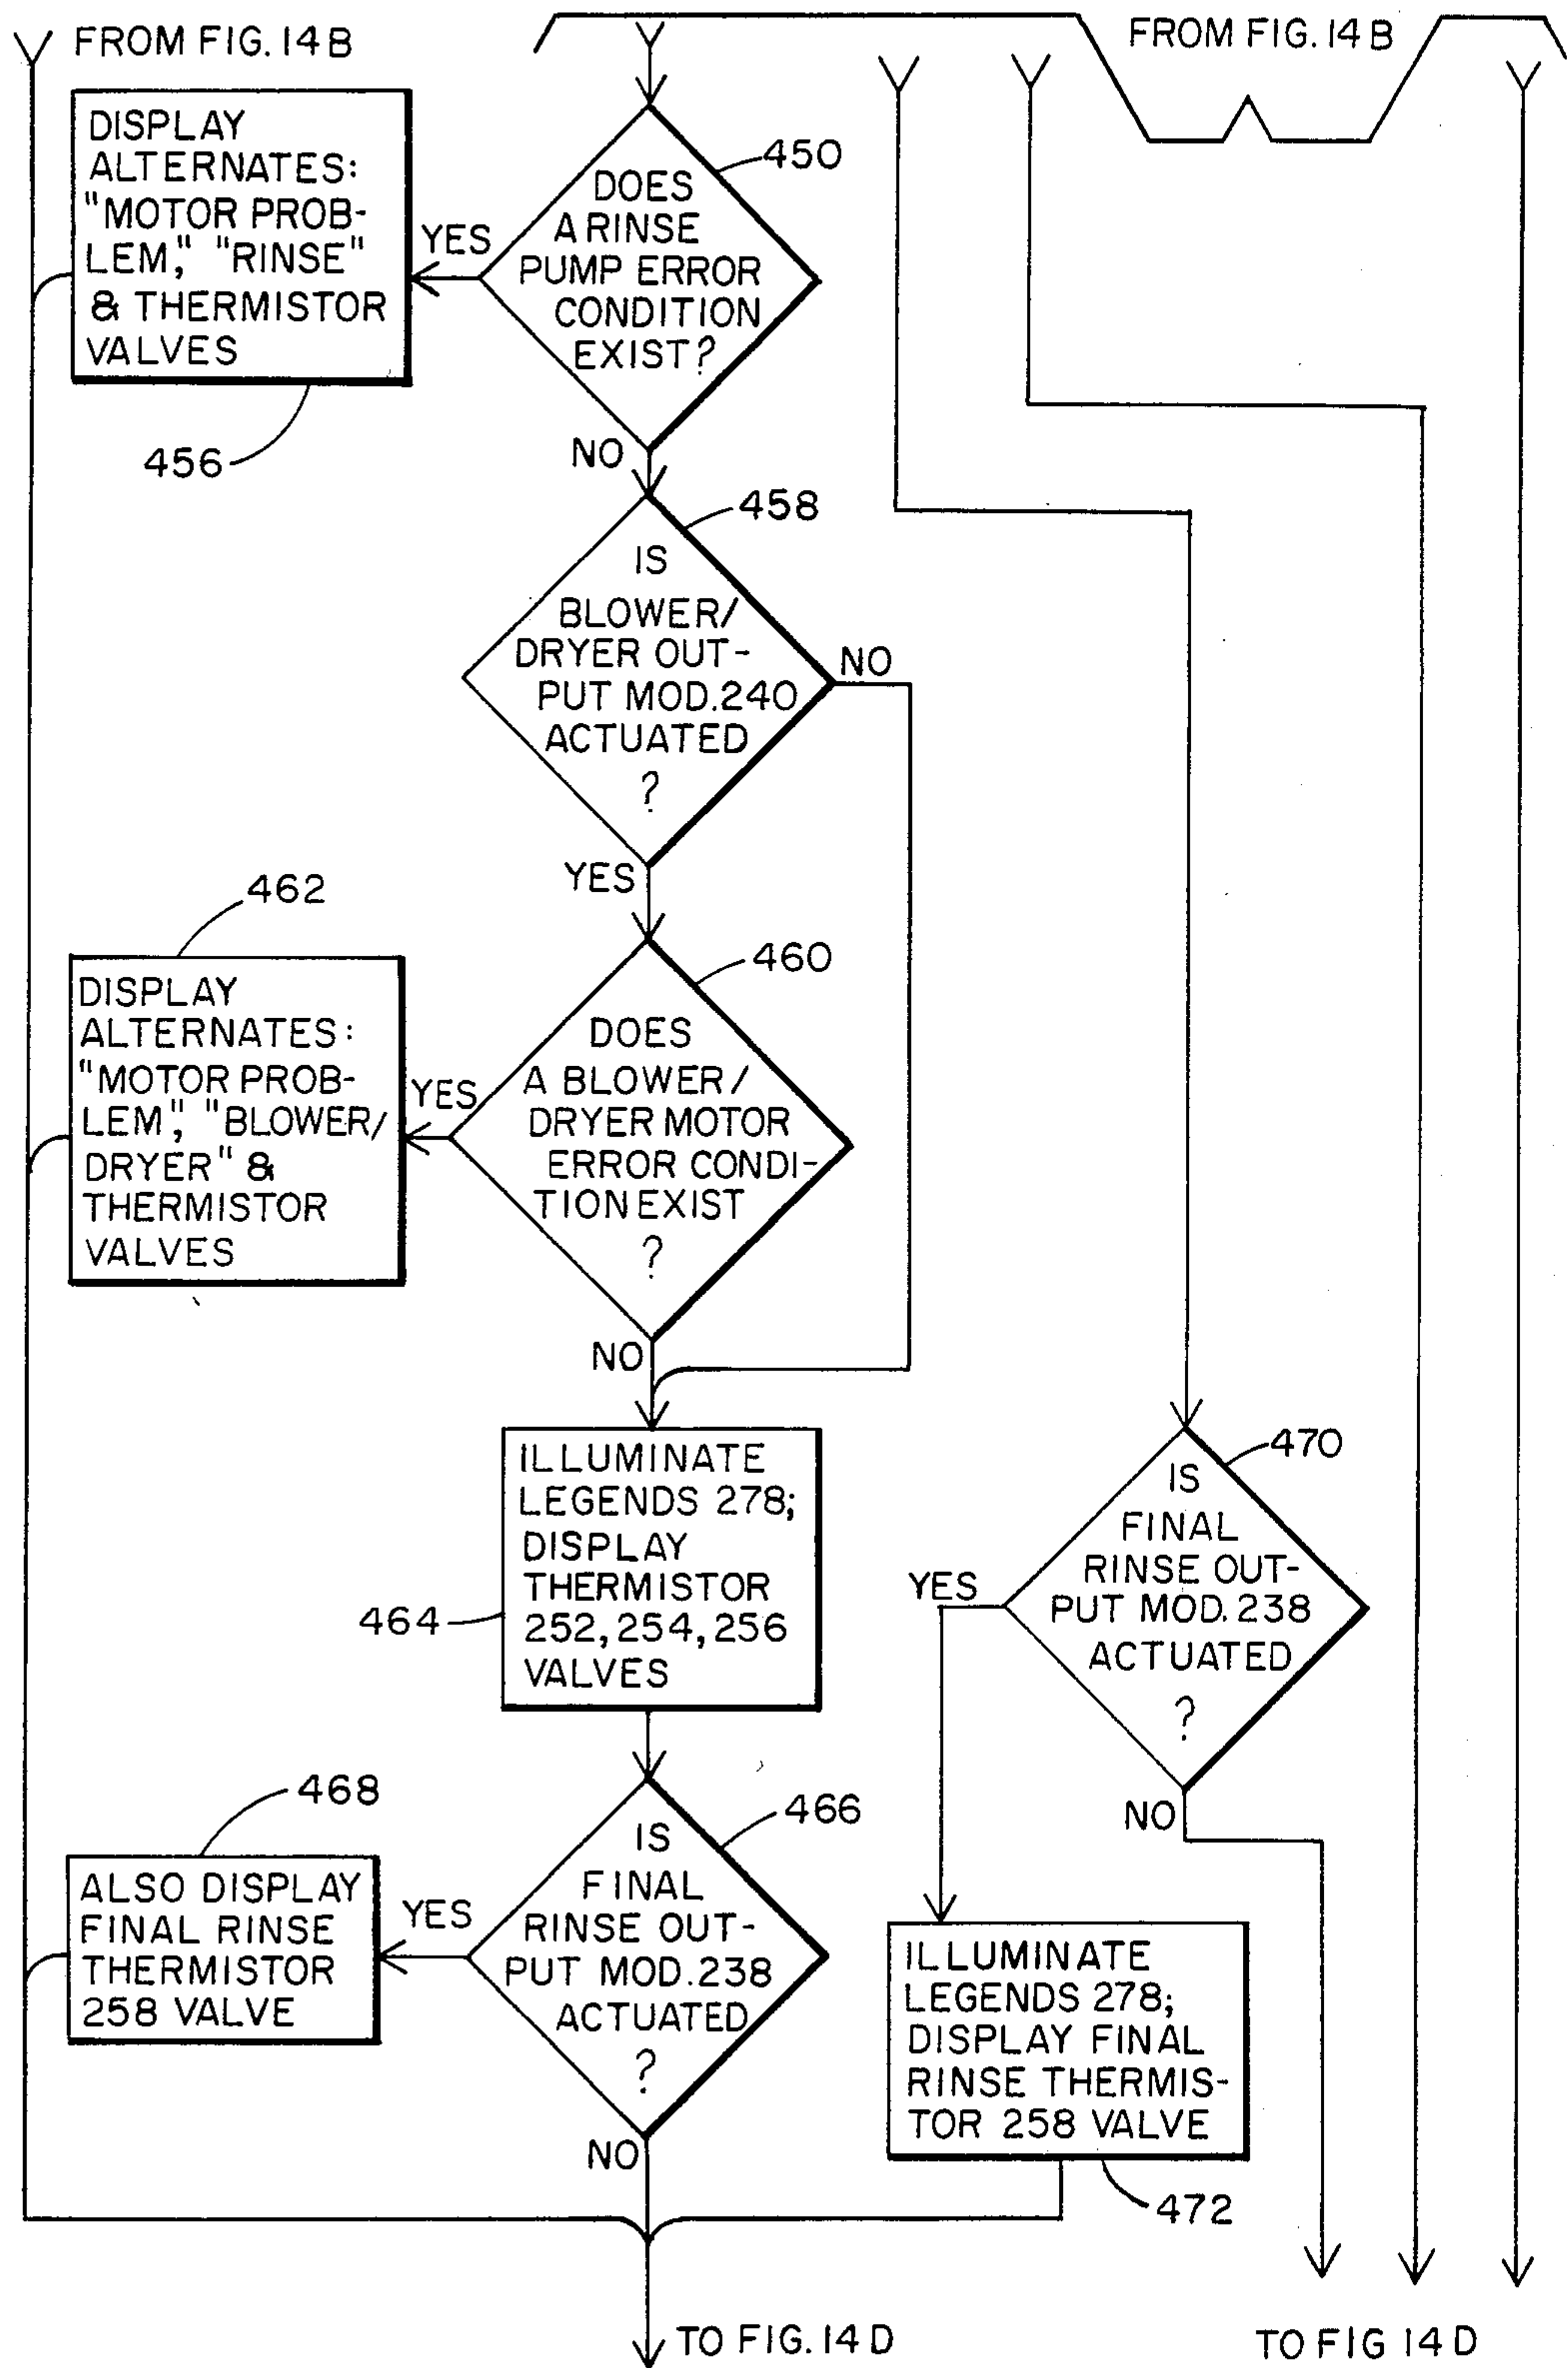 FROM FIG. 14B
FROM FIG. 14B
DISPLAY
ALTERNATES:
"MOTOR PROB-
LEM," "RINSE"
& THERMISTOR
VALVES
456
YES
450
DOES
A RINSE
PUMP ERROR
CONDITION
EXIST?
NO
458
IS
BLOWER/
DRYER OUT-
PUT MOD.240
ACTUATED
?
NO
YES
462
DISPLAY
ALTERNATES:
"MOTOR PROB-
LEM," "BLOWER/
DRYER" &
THERMISTOR
VALVES
YES
460
DOES
A BLOWER/
DRYER MOTOR
ERROR CONDI-
TION EXIST
?
NO
464
ILLUMINATE
LEGENDS 278;
DISPLAY
THERMISTOR
252, 254, 256
VALVES
470
IS
FINAL
RINSE OUT-
PUT MOD. 238
ACTUATED
?
YES
NO
468
ALSO DISPLAY
FINAL RINSE
THERMISTOR
258 VALVE
YES
466
IS
FINAL
RINSE OUT-
PUT MOD.238
ACTUATED
?
NO
ILLUMINATE
LEGENDS 278;
DISPLAY FINAL
RINSE THERMIS-
TOR 258 VALVE
472
TO FIG. 14D
TO FIG 14D